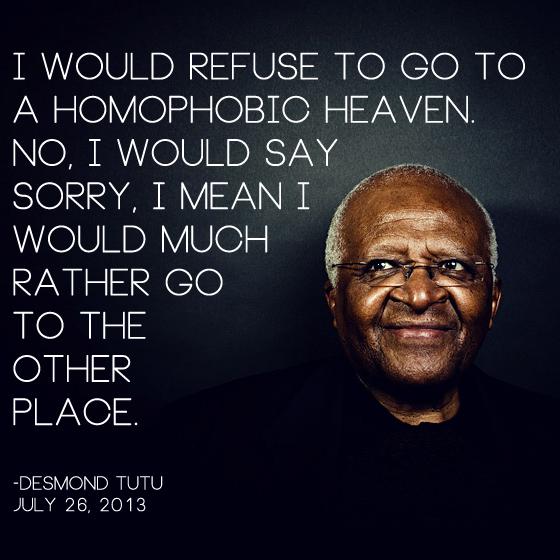 I WOULD REFUSE TO GO TO
A HOMOPHOBIC HEAVEN.
NO, I WOULD SAY
SORRY, I MEAN I
WOULD MUCH
RATHER GO
TO THE
OTHER
PLACE.
-DESMOND TUTU
JULY 26, 2013